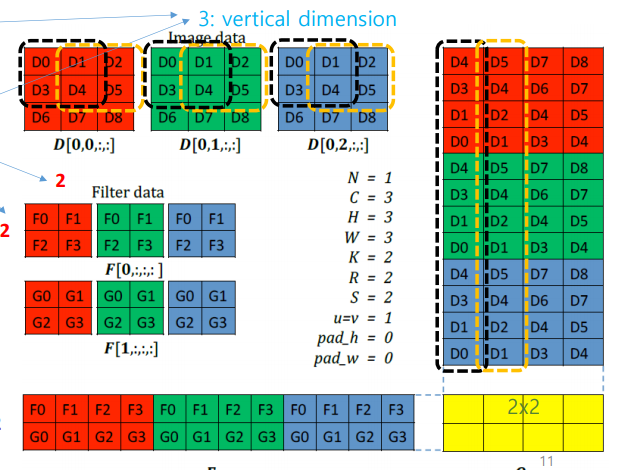 3: vertical dimension
Image data
D0 D1 D2 D0 D1 D2 D0 D1 D2
D3 D4 D5 D3 D4 D5 D3 D4 D5
D6 D7 D8 D6 D7 D8 D6 D7 D8
D[0,0,:,:] D[0,1,:,:] D[0,2,:,:]
2
Filter data
2
F0 F1 F0 F1 F0 F1
F2 F3 F2 F3 F2 F3
F[0,:,:,: ]
G0 G1 G0 G1 G0 G1
G2 G3 G2 G3 G2 G3
F[1,:,:,:]
N = 1
C = 3
H = 3
W = 3
K = 2
R = 2
S = 2
u=v = 1
pad_h = 0
pad_w = 0
D4 D5 D7 D8
D3 D4 D6 D7
D1 D2 D4 D5
D0 D1 D3 D4
D4 D5 D7 D8
D3 D4 D6 D7
D1 D2 D4 D5
D0 D1 D3 D4
D4 D5 D7 D8
D3 D4 D6 D7
D1 D2 D4 D5
D0 D1 D3 D4
F0 F1 F2 F3 F0 F1 F2 F3 F0 F1 F2 F3
G0 G1 G2 G3 G0 G1 G2 G3 G0 G1 G2 G3
2x2
11